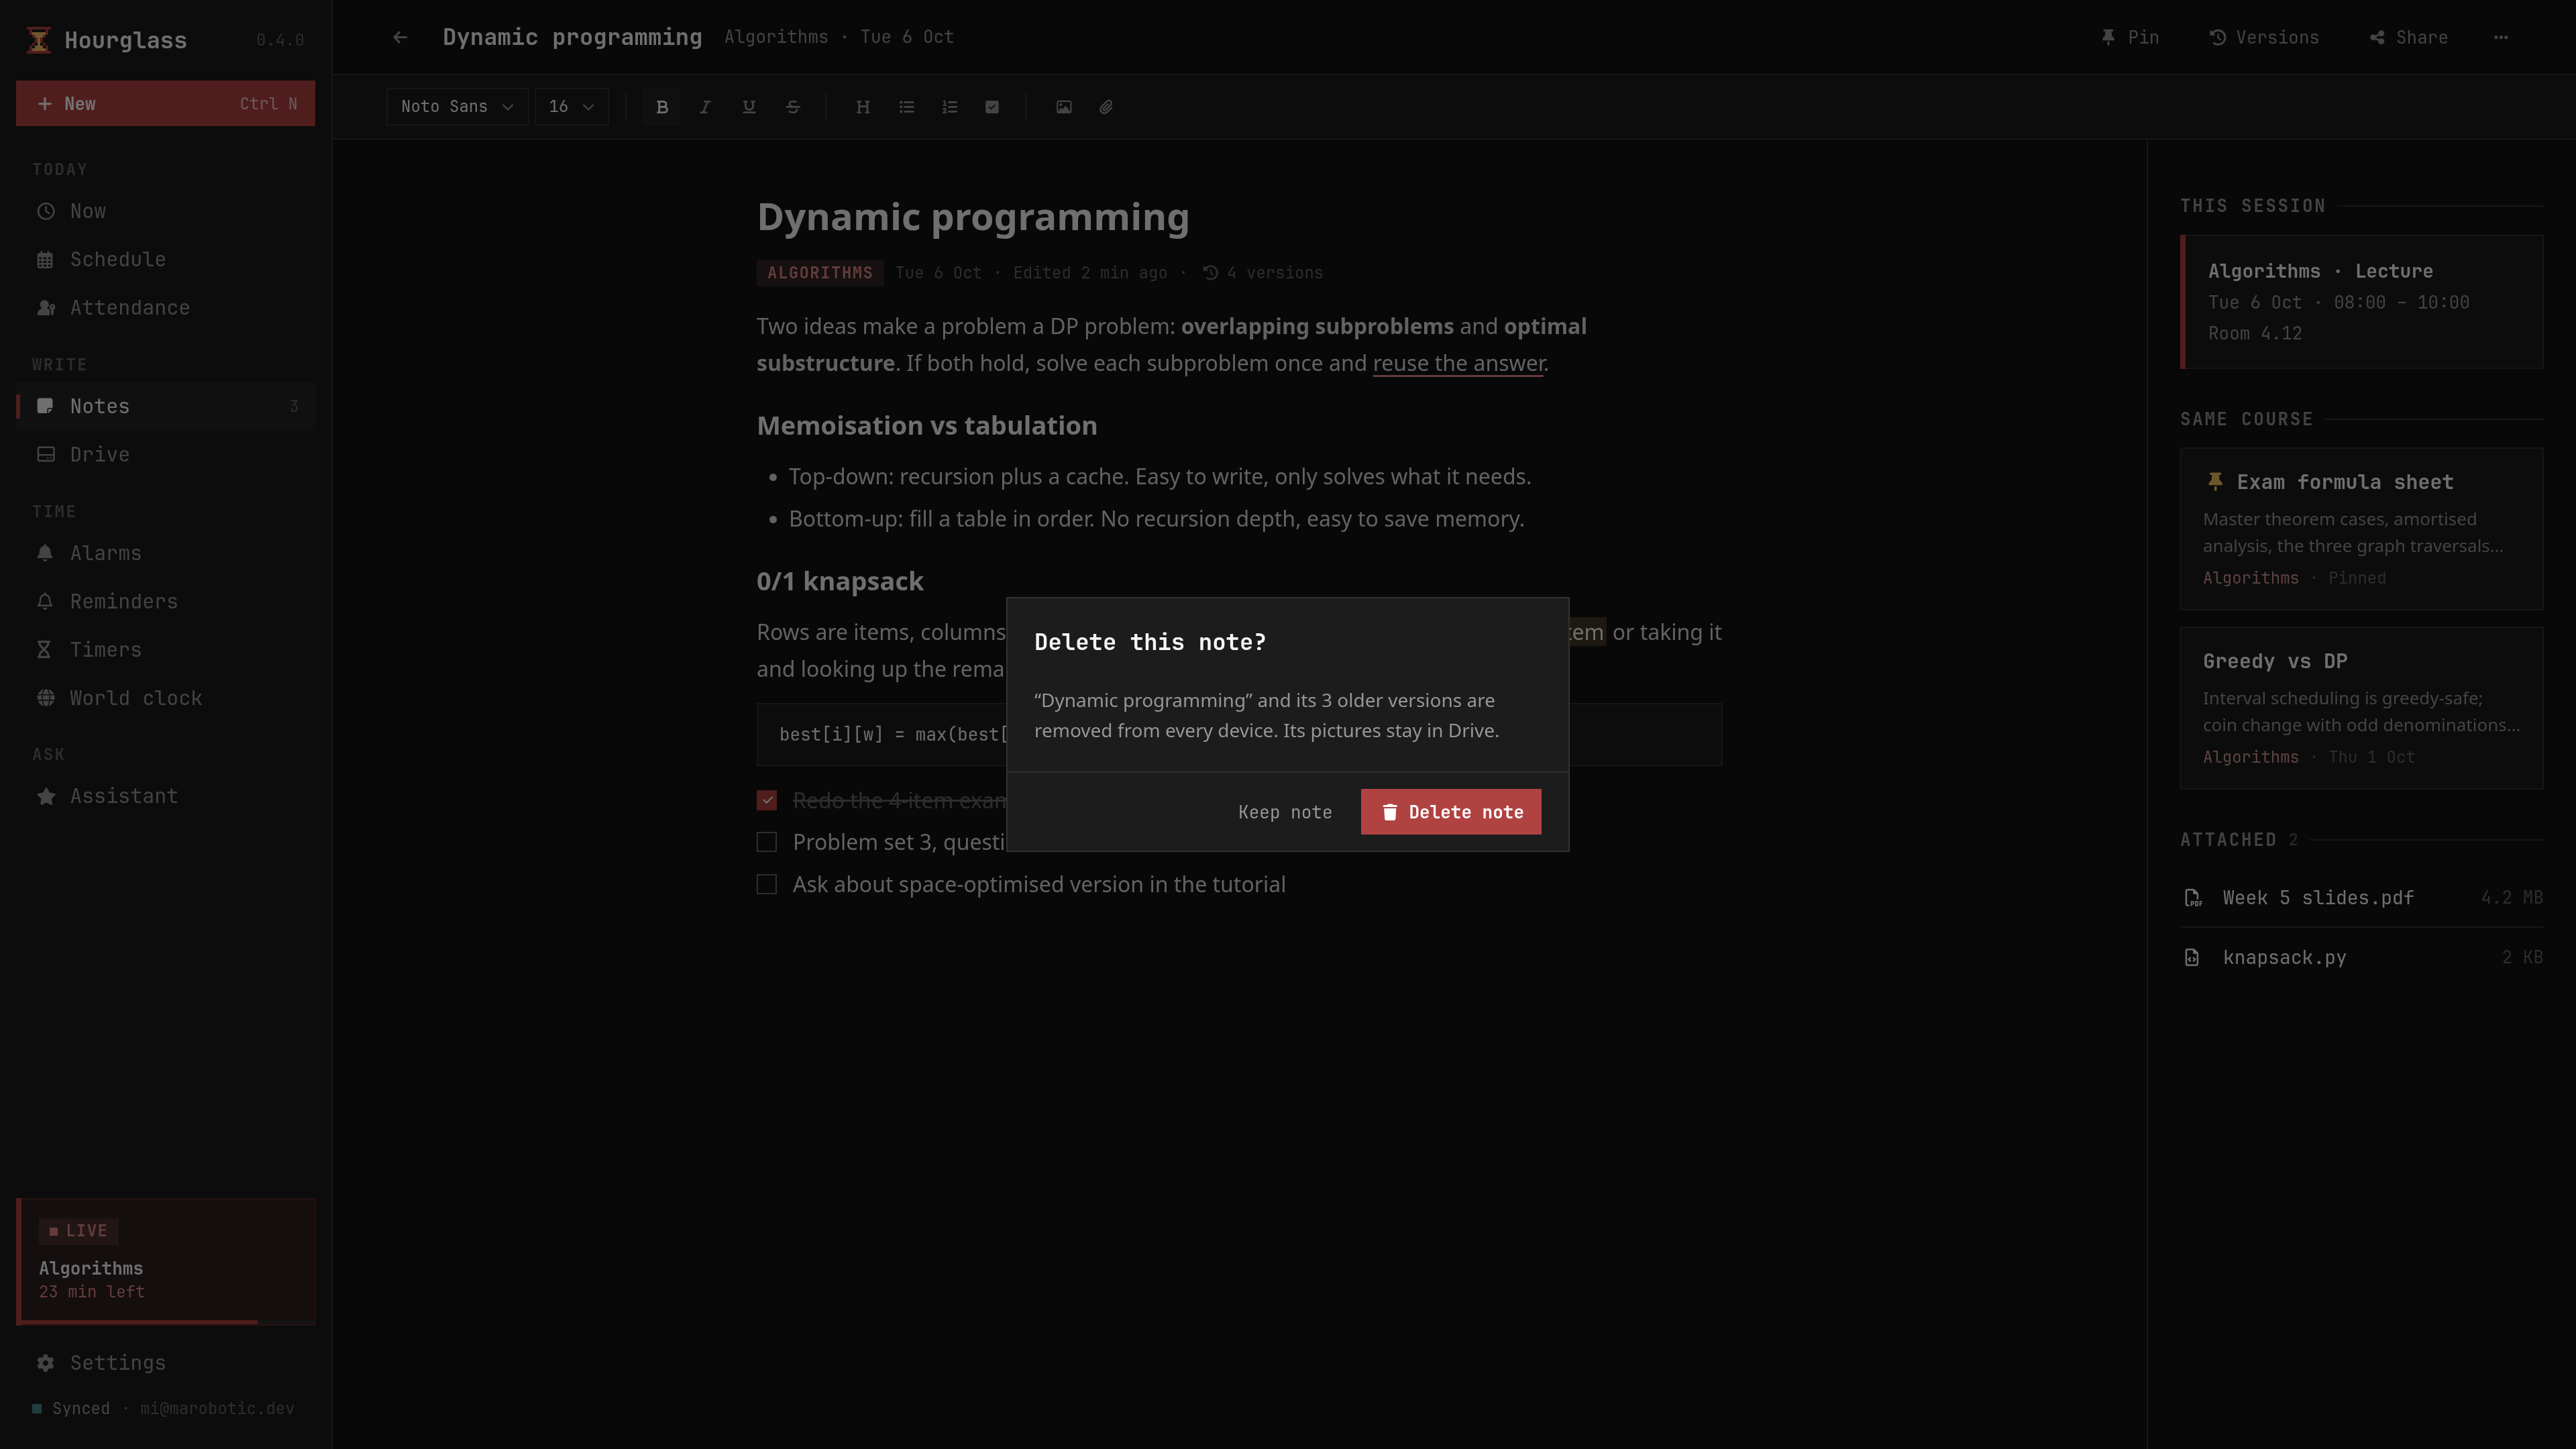 Hourglass 0.4.0
New Ctrl N
TODAY
Now
Schedule
Attendance
WRITE
Notes 3
Drive
TIME
Alarms
Reminders
Timers
World clock
ASK
Assistant
LIVE
Algorithms
23 min left
Settings
Synced · mi@marobotic.dev
Dynamic programming Algorithms · Tue 6 Oct
Pin Versions Share
Noto Sans 16 B I U S H
Dynamic programming
ALGORITHMS Tue 6 Oct · Edited 2 min ago · 4 versions
Two ideas make a problem a DP problem: overlapping subproblems and optimal
substructure. If both hold, solve each subproblem once and reuse the answer.
Memoisation vs tabulation
• Top-down: recursion plus a cache. Easy to write, only solves what it needs.
• Bottom-up: fill a table in order. No recursion depth, easy to save memory.
0/1 knapsack
Rows are items, columns or taking it
and looking up the
best[i][w] = max(best[
Redo the 4-item
Problem set 3,
Ask about space-optimised version in the tutorial
Delete this note?
“Dynamic programming” and its 3 older versions are
removed from every device. Its pictures stay in Drive.
Keep note Delete note
THIS SESSION
Algorithms · Lecture
Tue 6 Oct · 08:00 – 10:00
Room 4.12
SAME COURSE
Exam formula sheet
Master theorem cases, amortised
analysis, the three graph traversals…
Algorithms · Pinned
Greedy vs DP
Interval scheduling is greedy-safe;
coin change with odd denominations…
Algorithms · Thu 1 Oct
ATTACHED 2
Week 5 slides.pdf 4.2 MB
knapsack.py 2 KB